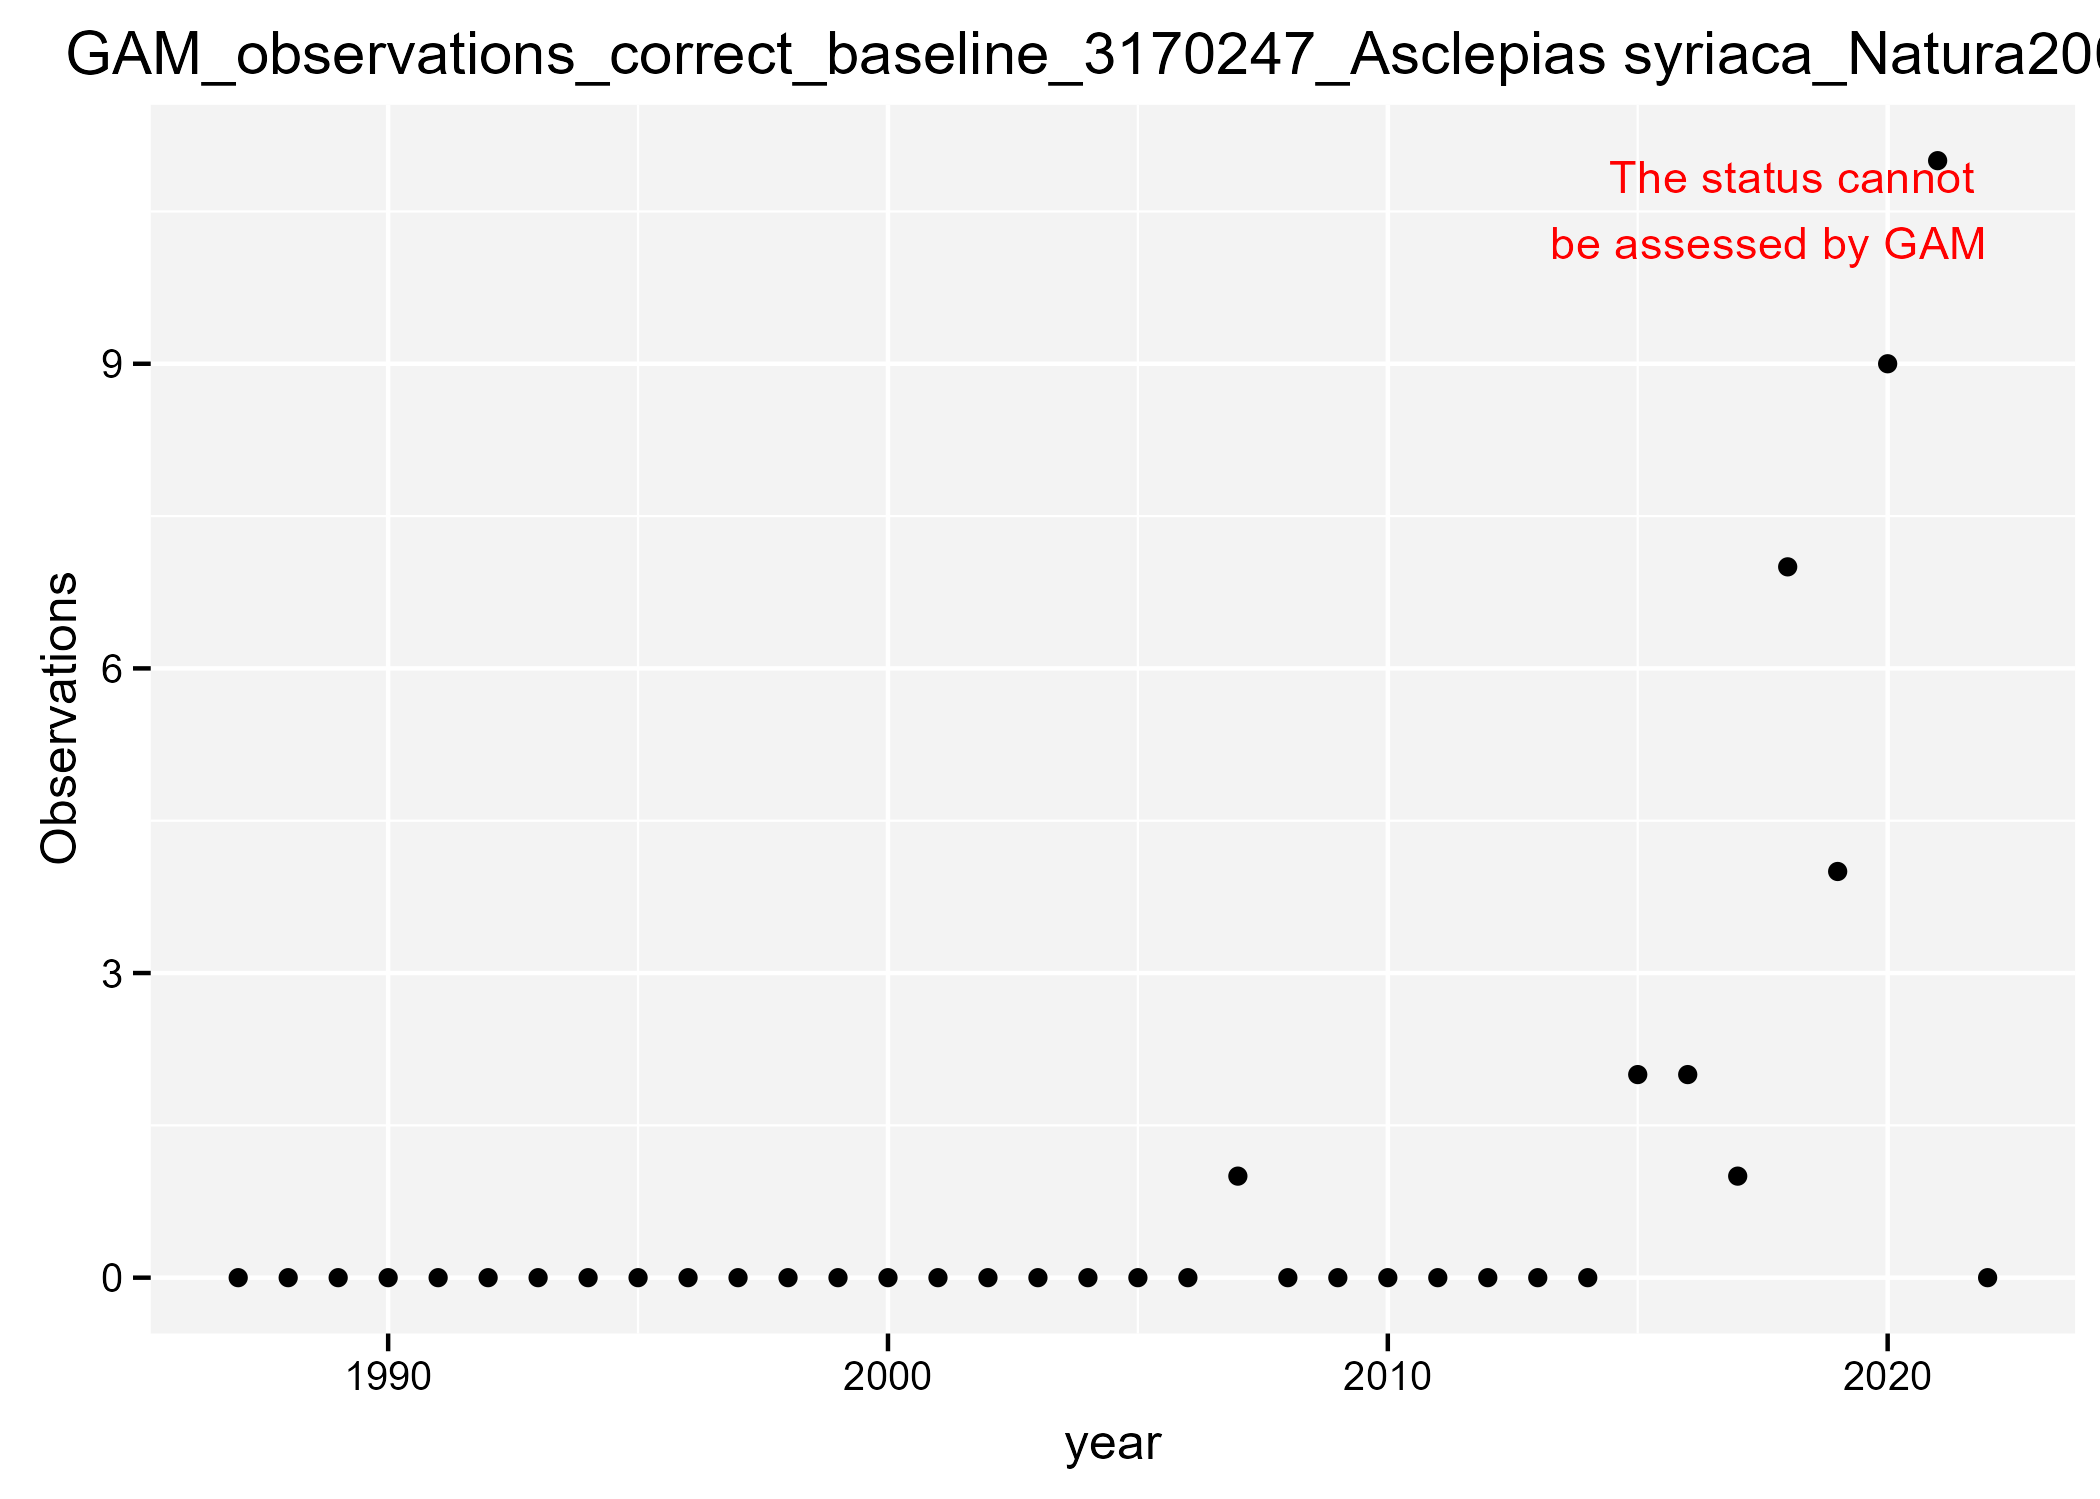 GAM_observations_correct_baseline_3170247_Asclepias syriaca_Natura20
The status cannot
be assessed by GAM
9
6
3
0
Observations
1990 2000 2010 2020
year